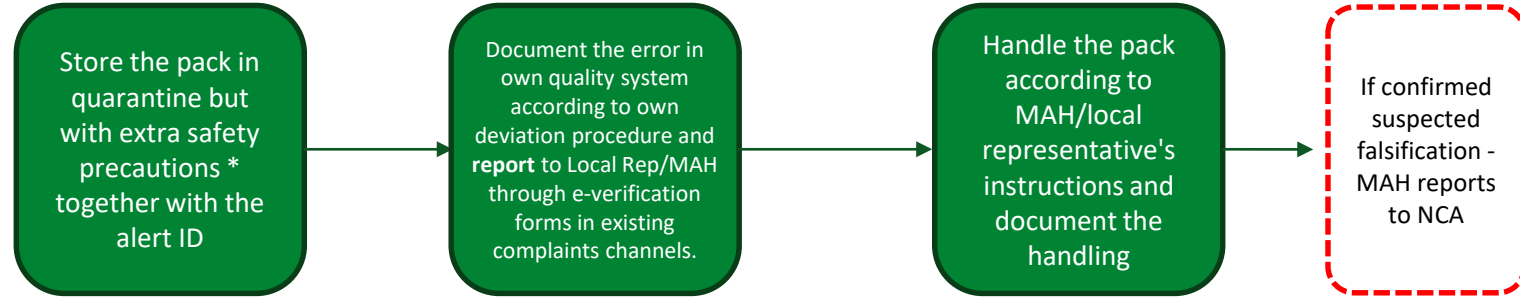 Store the pack in
quarantine but
with extra safety
precautions *
together with the
alert ID
Document the error in
own quality system
according to own
deviation procedure and
report to Local Rep/MAH
through e-verification
forms in existing
complaints channels.
Handle the pack
according to
MAH/local
representative's
instructions and
document the
handling
If confirmed
suspected
falsification -
MAH reports
to NCA